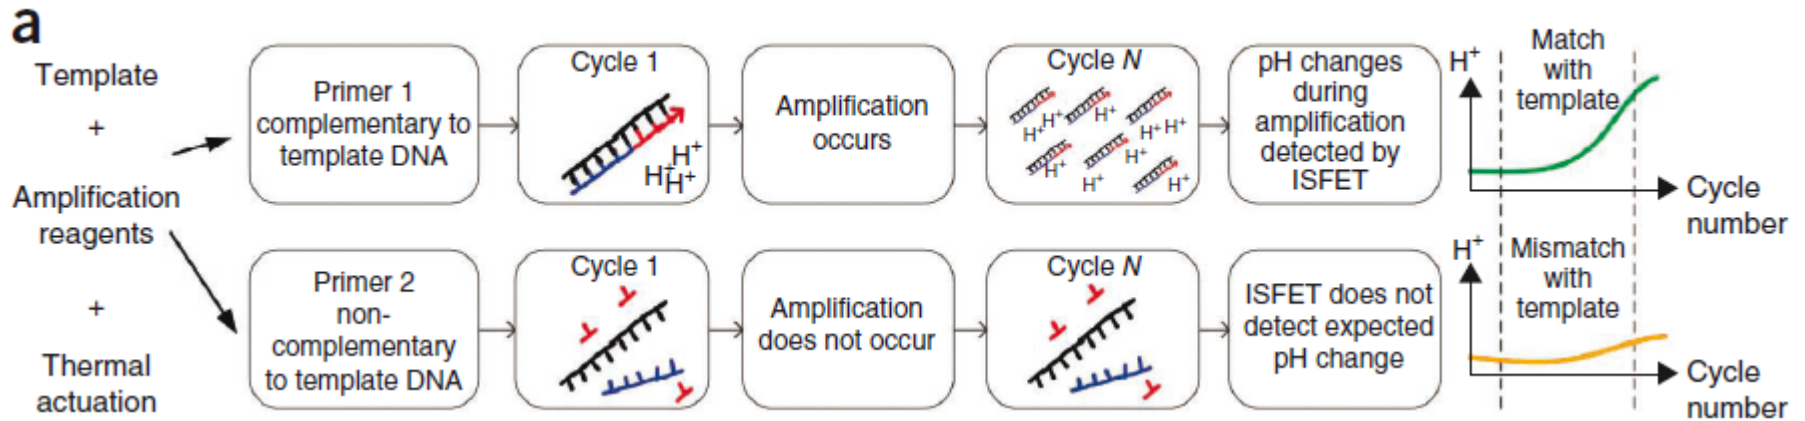 a
Template
+
Amplification
reagents
+
Thermal
actuation
Primer 1
complementary to
template DNA
Cycle 1
H+
H+
H+
Amplification
occurs
Cycle N
H+
H+
H+
H+
H+
H+
H+
H+
H+
pH changes
during
amplification
detected by
ISFET
H+
Match
with
template
Cycle
number
Primer 2
non-
complementary
to template DNA
Cycle 1
Amplification
does not occur
Cycle N
ISFET does not
detect expected
pH change
H+
Mismatch
with
template
Cycle
number